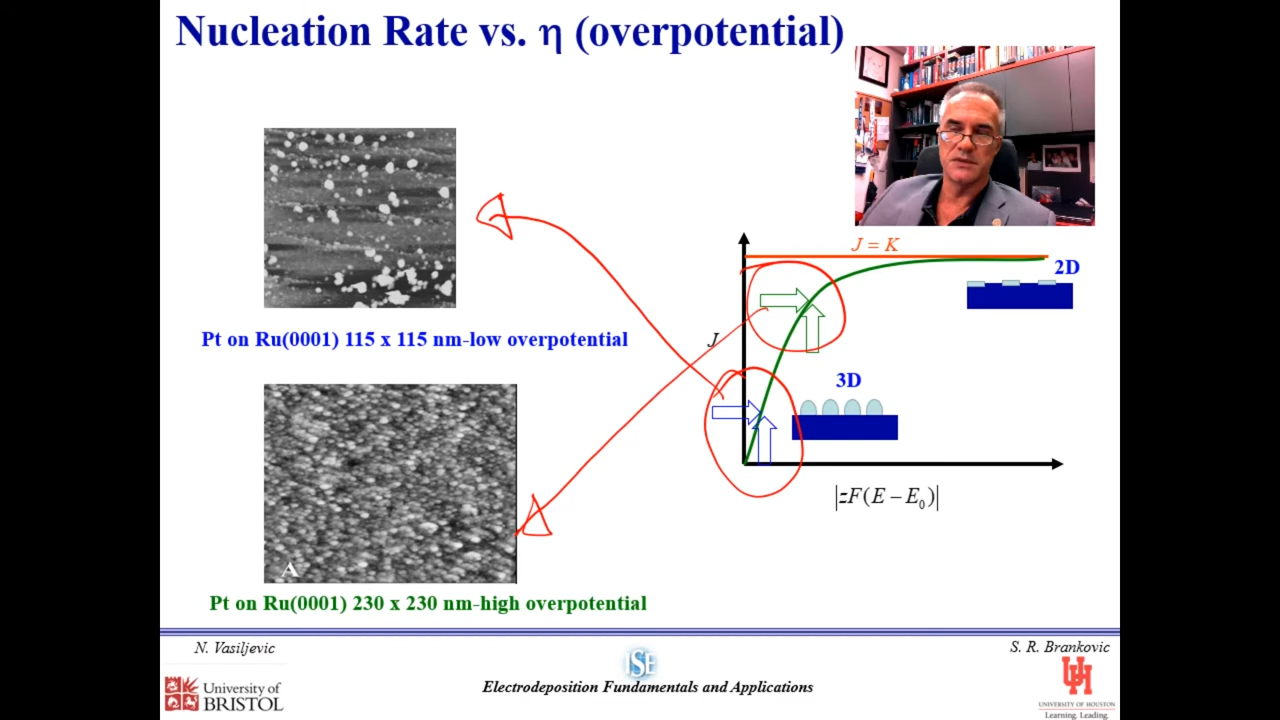 Nucleation Rate vs. η (overpotential)
J = K
2D
Pt on Ru(0001) 115 x 115 nm-low overpotential
J
3D
|zF(E − E₀)|
A
Pt on Ru(0001) 230 x 230 nm-high overpotential
N. Vasiljevic
S. R. Brankovic
ISE
Electrodeposition Fundamentals and Applications
University of
BRISTOL
UNIVERSITY OF HOUSTON
Learning. Leading.